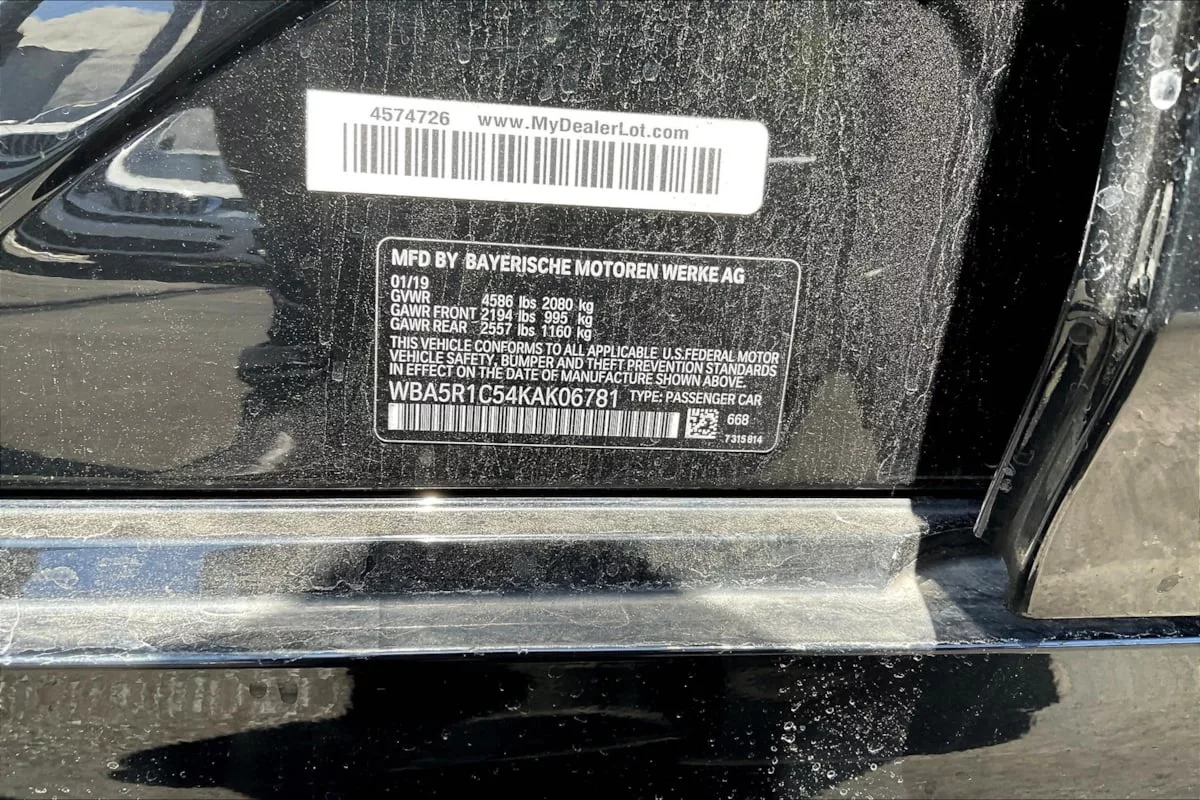 4574726 www.MyDealerLot.com
MFD BY BAYERISCHE MOTOREN WERKE AG
01/19
GVWR 4586 lbs 2080 kg
GAWR FRONT 2194 lbs 995 kg
GAWR REAR 2557 lbs 1160 kg
THIS VEHICLE CONFORMS TO ALL APPLICABLE U.S.FEDERAL MOTOR
VEHICLE SAFETY, BUMPER AND THEFT PREVENTION STANDARDS
IN EFFECT ON THE DATE OF MANUFACTURE SHOWN ABOVE.
WBA5R1C54KAK06781 TYPE: PASSENGER CAR
668
7 315 814